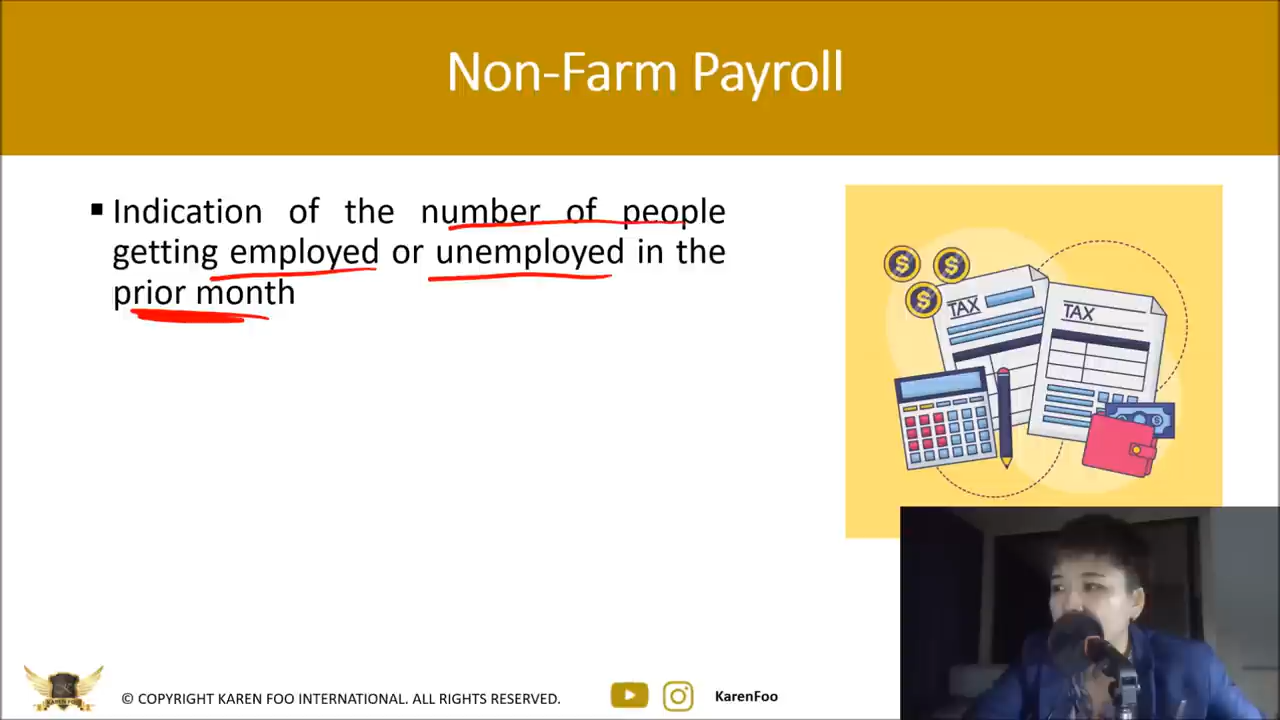 Non-Farm Payroll
▪ Indication of the number of people
getting employed or unemployed in the
prior month
TAX
TAX
© COPYRIGHT KAREN FOO INTERNATIONAL. ALL RIGHTS RESERVED.
KarenFoo